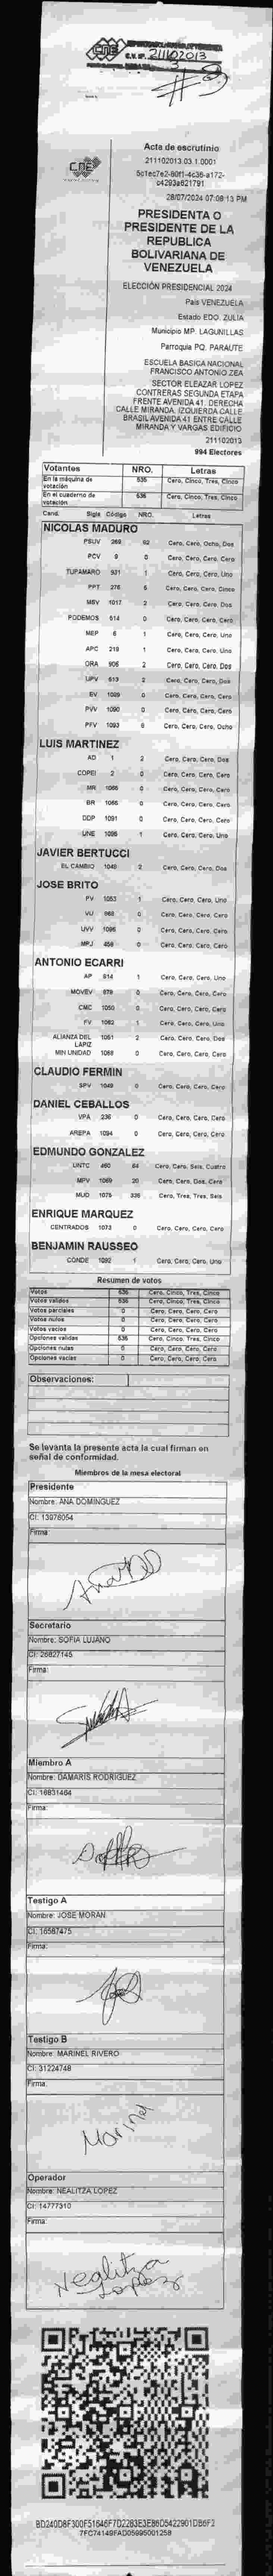 CNE
C.V.P. 211102013
#3
CNE
Acta de escrutinio
211102013.03.1.0001
28/07/2024 07:08:13 PM
PRESIDENTA O
PRESIDENTE DE LA
REPUBLICA
BOLIVARIANA DE
VENEZUELA
ELECCIÓN PRESIDENCIAL 2024
País VENEZUELA
Estado EDO. ZULIA
Municipio MP. LAGUNILLAS
Parroquia PQ. PARAUTE
ESCUELA BASICA NACIONAL
FRANCISCO ANTONIO ZEA
SECTOR ELEAZAR LOPEZ
CONTRERAS SEGUNDA ETAPA
FRENTE AVENIDA 41. DERECHA
CALLE MIRANDA. IZQUIERDA CALLE
BRASIL AVENIDA 41 ENTRE CALLE
MIRANDA Y VARGAS EDIFICIO
211102013
994 Electores
Votantes NRO. Letras
En la máquina de votación 535 Cero, Cinco, Tres, Cinco
En el cuaderno de votación 535 Cero, Cinco, Tres, Cinco
Cand. Sigla Código NRO. Letras
NICOLAS MADURO
PSUV 269 82 Cero, Cero, Ocho, Dos
PCV 9 0 Cero, Cero, Cero, Cero
TUPAMARO 931 1 Cero, Cero, Cero, Uno
PPT 276 5 Cero, Cero, Cero, Cinco
MSV 1017 2 Cero, Cero, Cero, Dos
PODEMOS 614 0 Cero, Cero, Cero, Cero
MEP 6 1 Cero, Cero, Cero, Uno
APC 219 1 Cero, Cero, Cero, Uno
ORA 906 2 Cero, Cero, Cero, Dos
UPV 613 2 Cero, Cero, Cero, Dos
EV 1089 0 Cero, Cero, Cero, Cero
PVV 1090 0 Cero, Cero, Cero, Cero
PFV 1093 8 Cero, Cero, Cero, Ocho
LUIS MARTINEZ
AD 1 2 Cero, Cero, Cero, Dos
COPEI 2 0 Cero, Cero, Cero, Cero
MR 1065 0 Cero, Cero, Cero, Cero
BR 1066 0 Cero, Cero, Cero, Cero
DDP 1091 0 Cero, Cero, Cero, Cero
UNE 1095 1 Cero, Cero, Cero, Uno
JAVIER BERTUCCI
EL CAMBIO 1049 2 Cero, Cero, Cero, Dos
JOSE BRITO
PV 1053 1 Cero, Cero, Cero, Uno
VU 868 0 Cero, Cero, Cero, Cero
UVV 1096 0 Cero, Cero, Cero, Cero
MPJ 458 0 Cero, Cero, Cero, Cero
ANTONIO ECARRI
AP 914 1 Cero, Cero, Cero, Uno
MOVEV 979 0 Cero, Cero, Cero, Cero
CMC 1050 0 Cero, Cero, Cero, Cero
FV 1082 1 Cero, Cero, Cero, Uno
ALIANZA DEL LAPIZ 1051 2 Cero, Cero, Cero, Dos
MIN UNIDAD 1088 0 Cero, Cero, Cero, Cero
CLAUDIO FERMIN
SPV 1049 0 Cero, Cero, Cero, Cero
DANIEL CEBALLOS
VPA 236 0 Cero, Cero, Cero, Cero
AREPA 1094 0 Cero, Cero, Cero, Cero
EDMUNDO GONZALEZ
UNTC 460 64 Cero, Cero, Seis, Cuatro
MPV 1069 20 Cero, Cero, Dos, Cero
MUD 1075 336 Cero, Tres, Tres, Seis
ENRIQUE MARQUEZ
CENTRADOS 1073 0 Cero, Cero, Cero, Cero
BENJAMIN RAUSSEO
CONDE 1092 1 Cero, Cero, Cero, Uno
Resumen de votos
Votos 535 Cero, Cinco, Tres, Cinco
Votos validos 535 Cero, Cinco, Tres, Cinco
Votos parciales 0 Cero, Cero, Cero, Cero
Votos nulos 0 Cero, Cero, Cero, Cero
Votos vacios 0 Cero, Cero, Cero, Cero
Opciones validas 535 Cero, Cinco, Tres, Cinco
Opciones nulas 0 Cero, Cero, Cero, Cero
Opciones vacias 0 Cero, Cero, Cero, Cero
Observaciones:
Se levanta la presente acta la cual firman en
señal de conformidad.
Miembros de la mesa electoral
Presidente
Nombre: ANA DOMINGUEZ
CI: 13976054
Firma:
Secretario
Nombre: SOFIA LUJANO
CI: 26827145
Firma:
Miembro A
Nombre: DAMARIS RODRIGUEZ
CI: 16831464
Firma:
Testigo A
Nombre: JOSE MORAN
CI: 16587475
Firma:
Testigo B
Nombre: MARINEL RIVERO
CI: 31224748
Firma:
Marinel
Operador
Nombre: NEALITZA LOPEZ
CI: 14777310
Firma:
Nealitza
Lopez